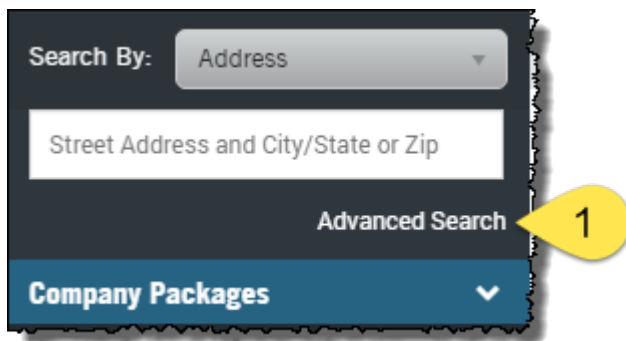 Search By: Address
Street Address and City/State or Zip
Advanced Search 1
Company Packages